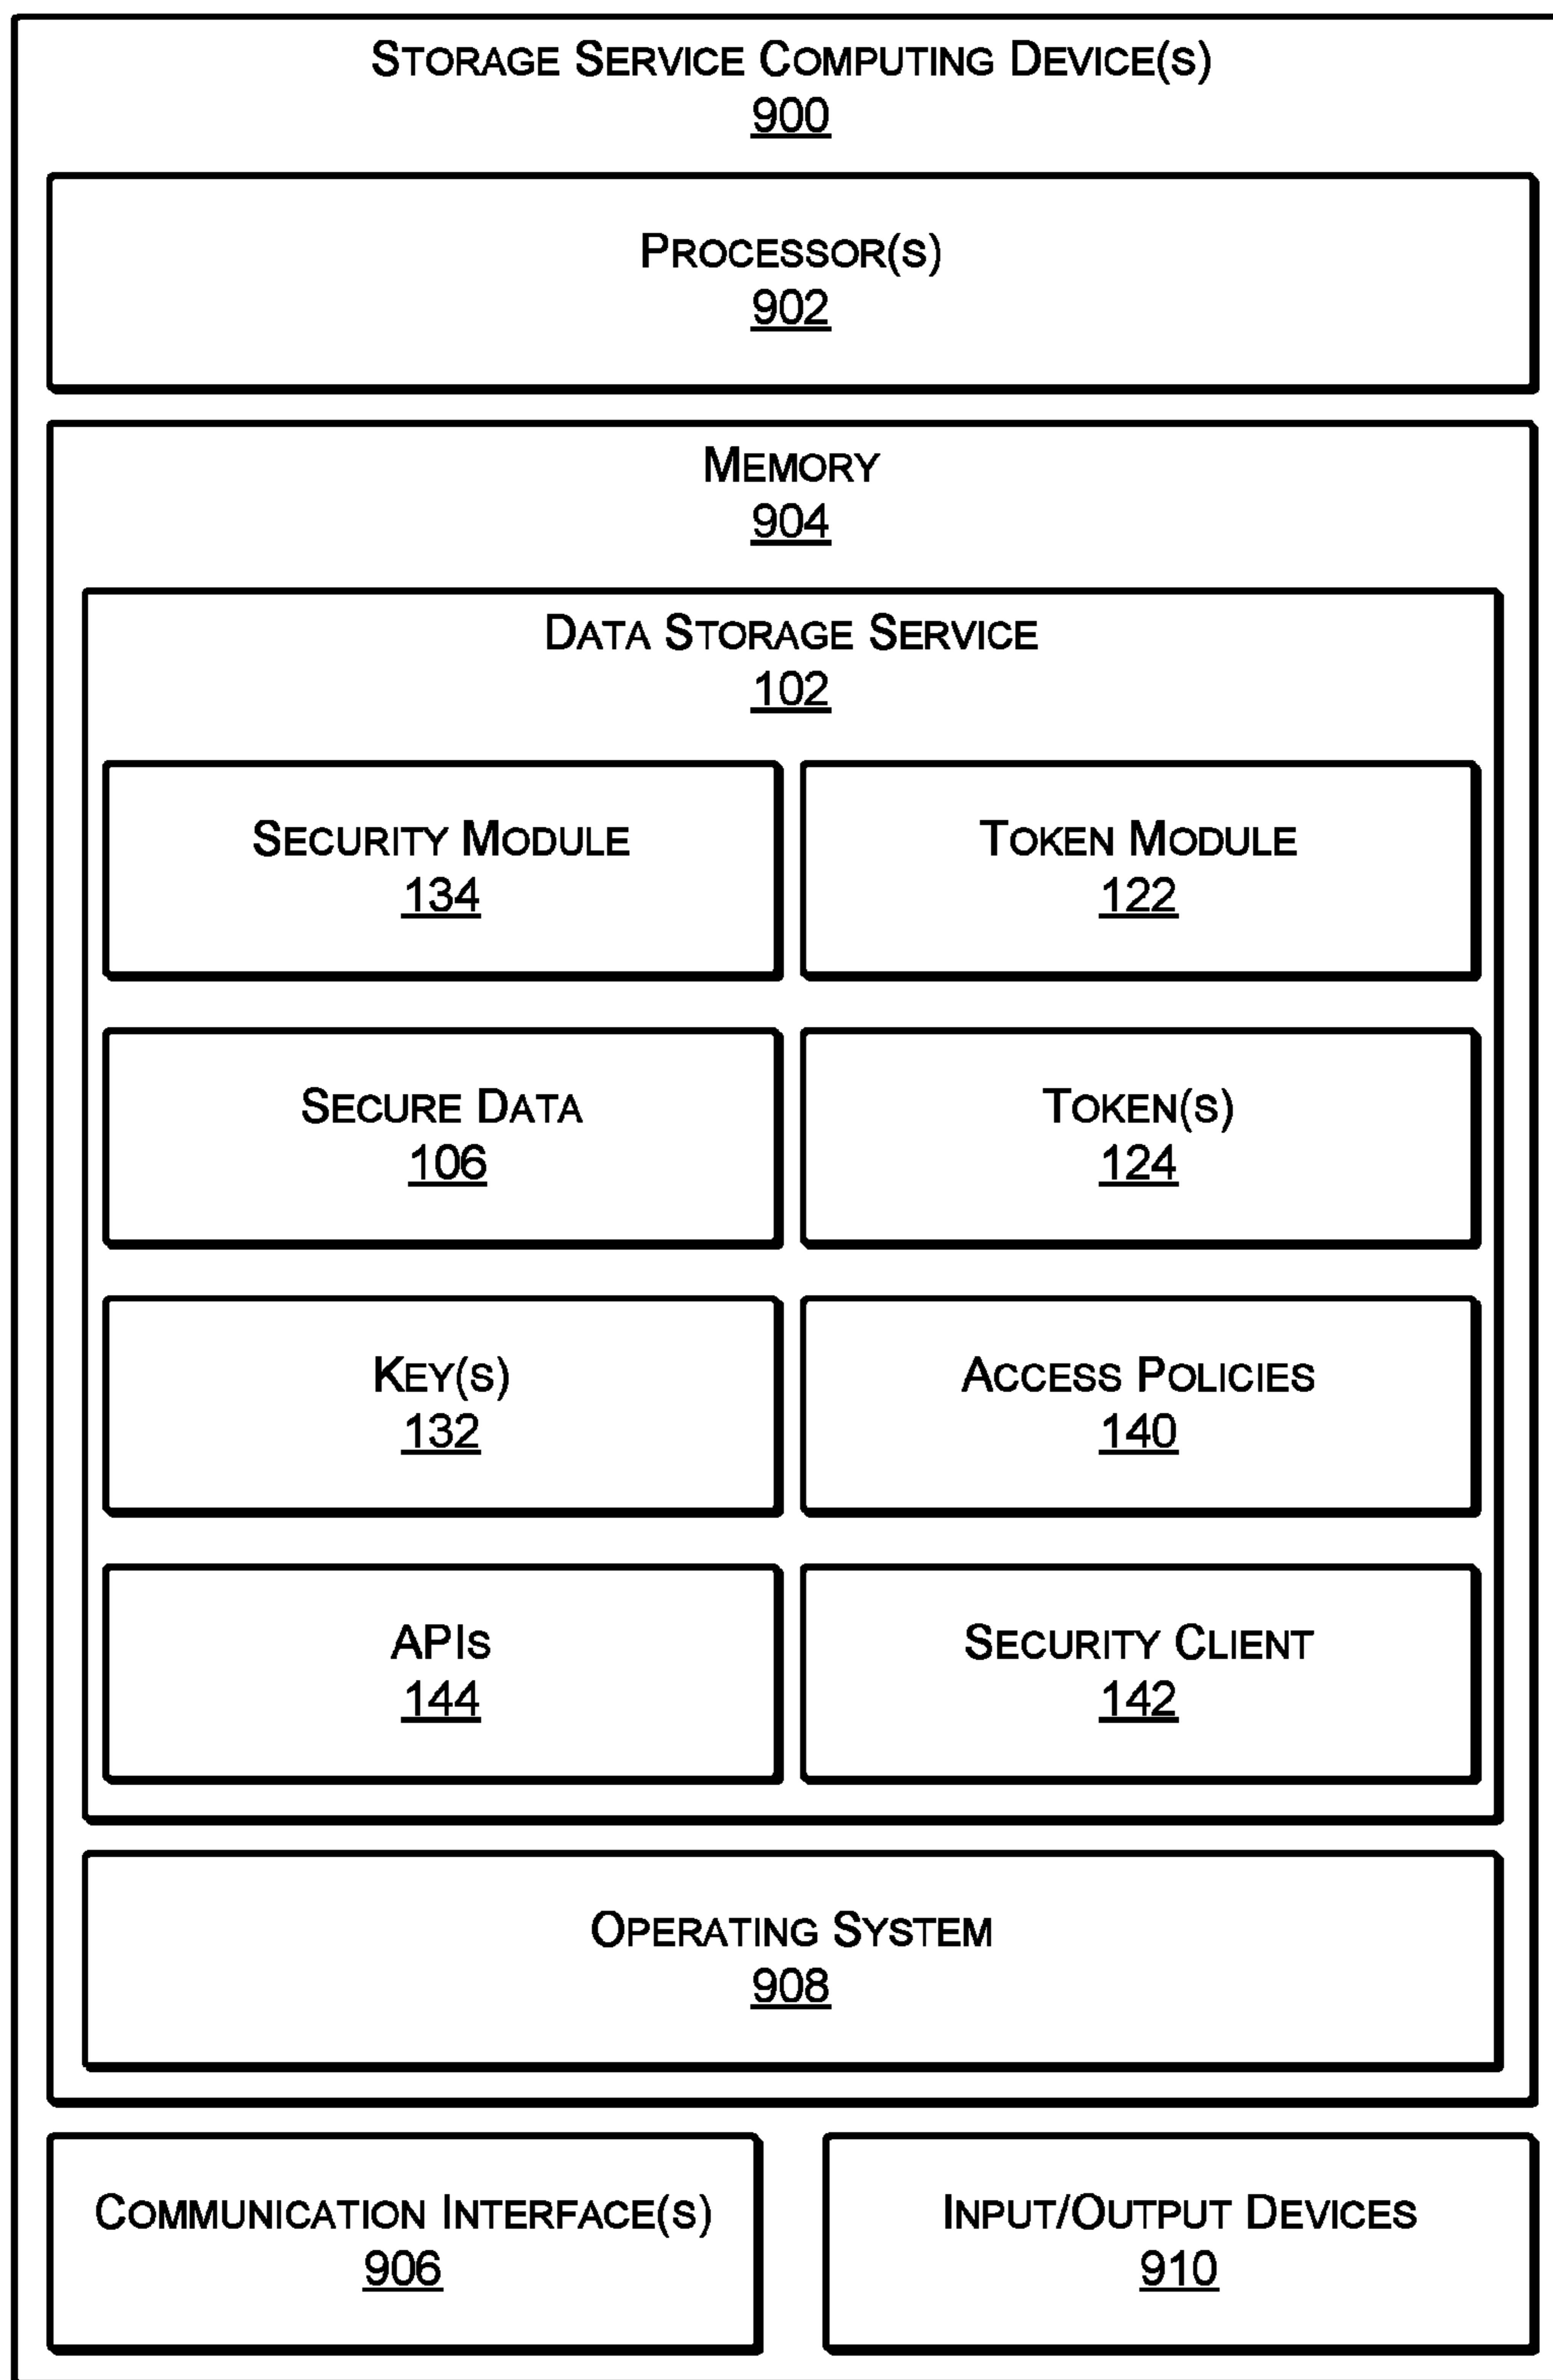 STORAGE SERVICE COMPUTING DEVICE(S)
900
PROCESSOR(S)
902
MEMORY
904
DATA STORAGE SERVICE
102
SECURITY MODULE
134
TOKEN MODULE
122
SECURE DATA
106
TOKEN(S)
124
KEY(S)
132
ACCESS POLICIES
140
APIS
144
SECURITY CLIENT
142
OPERATING SYSTEM
908
COMMUNICATION INTERFACE(S)
906
INPUT/OUTPUT DEVICES
910